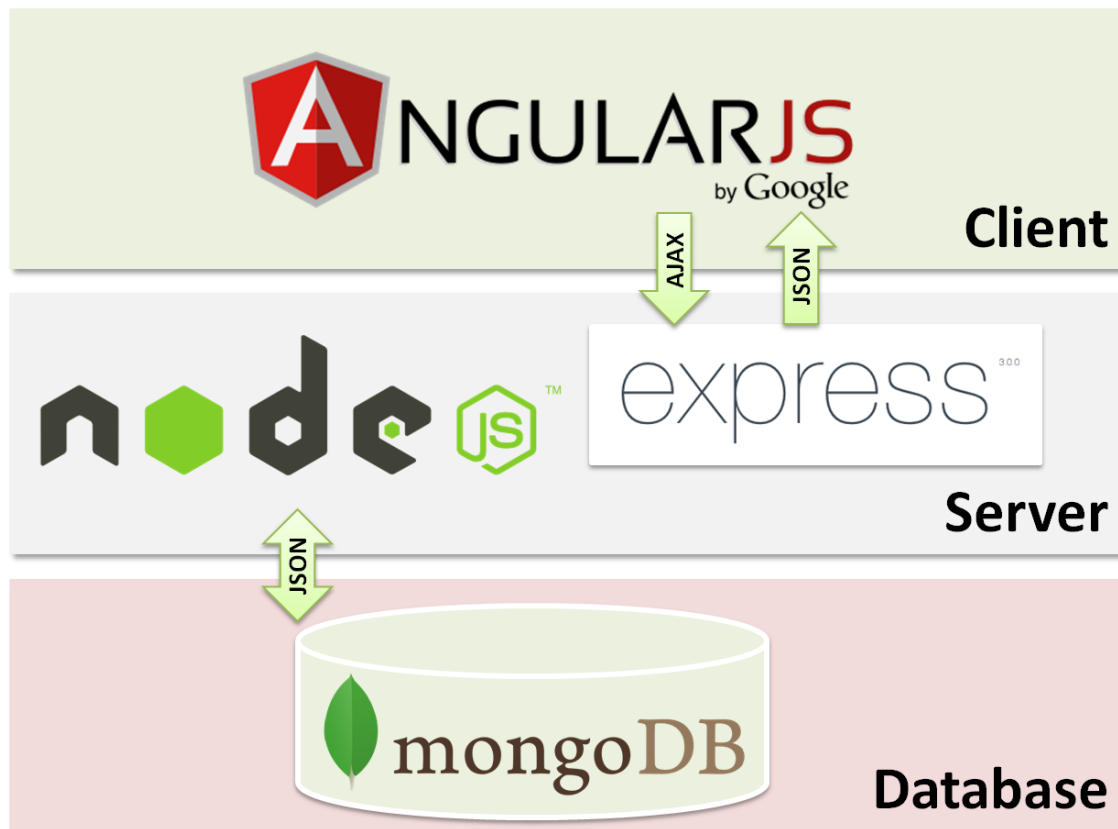 ANGULARJS
by Google
Client
AJAX
JSON
express 3.0.0
node JS ™
Server
JSON
mongoDB
Database